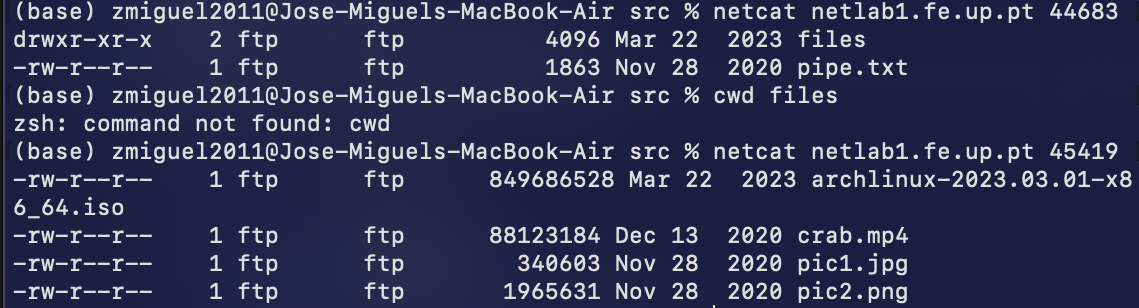 (base) zmiguel2011@Jose-Miguels-MacBook-Air src % netcat netlab1.fe.up.pt 44683
drwxr-xr-x    2 ftp      ftp          4096 Mar 22  2023 files
-rw-r--r--    1 ftp      ftp          1863 Nov 28  2020 pipe.txt
(base) zmiguel2011@Jose-Miguels-MacBook-Air src % cwd files
zsh: command not found: cwd
(base) zmiguel2011@Jose-Miguels-MacBook-Air src % netcat netlab1.fe.up.pt 45419
-rw-r--r--    1 ftp      ftp      849686528 Mar 22  2023 archlinux-2023.03.01-x8
6_64.iso
-rw-r--r--    1 ftp      ftp      88123184 Dec 13  2020 crab.mp4
-rw-r--r--    1 ftp      ftp        340603 Nov 28  2020 pic1.jpg
-rw-r--r--    1 ftp      ftp       1965631 Nov 28  2020 pic2.png